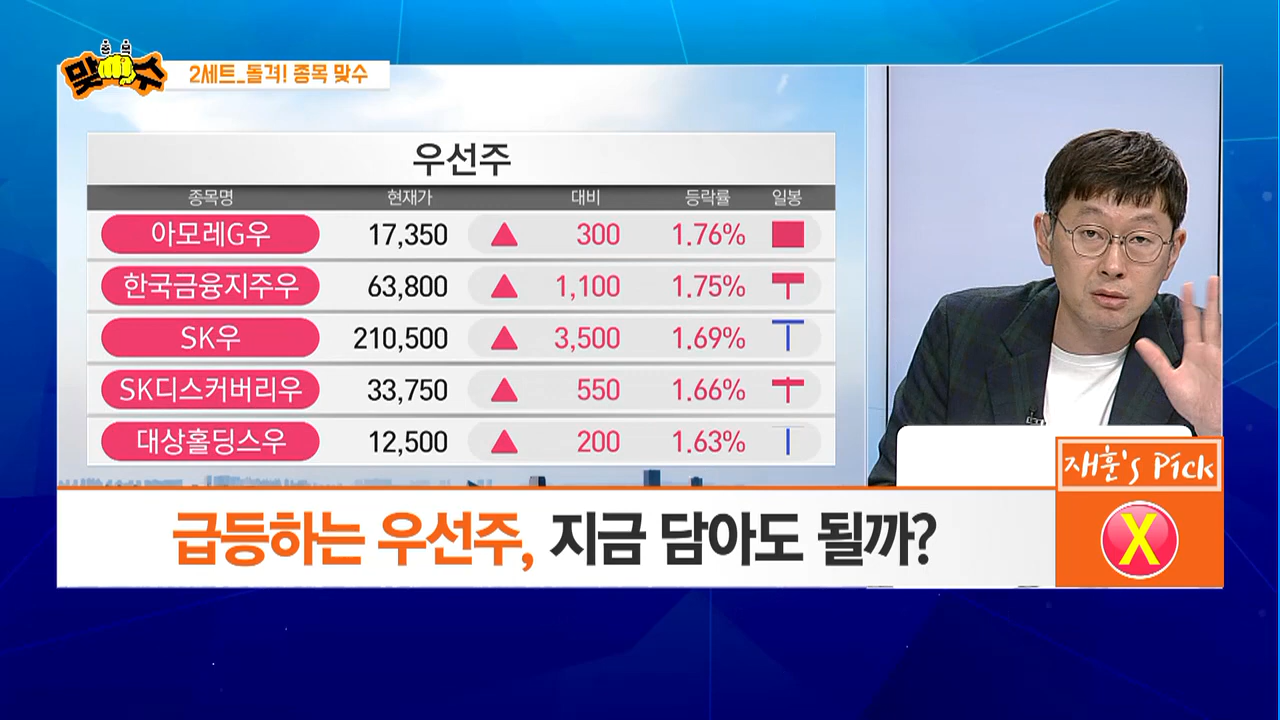 종목
맞수
2세트_돌격! 종목 맞수
우선주
종목명 현재가 대비 등락률 일봉
아모레G우 17,350 ▲ 300 1.76%
한국금융지주우 63,800 ▲ 1,100 1.75%
SK우 210,500 ▲ 3,500 1.69%
SK디스커버리우 33,750 ▲ 550 1.66%
대상홀딩스우 12,500 ▲ 200 1.63%
재훈's Pick
급등하는 우선주, 지금 담아도 될까?
X